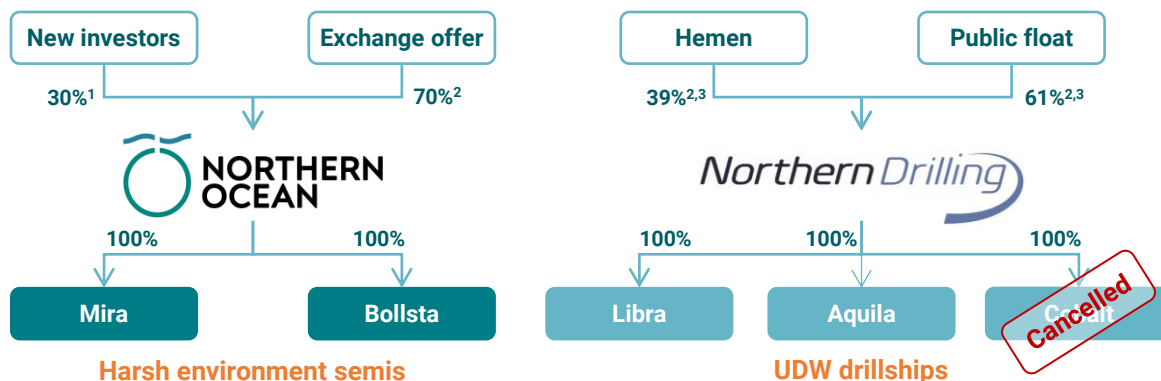 New investors
Exchange offer
Hemen
Public float
30%1
70%2
39%2,3
61%2,3
NORTHERN
OCEAN
Northern Drilling
100%
100%
100%
100%
100%
Mira
Bollsta
Libra
Aquila
Cobalt
Cancelled
Harsh environment semis
UDW drillships